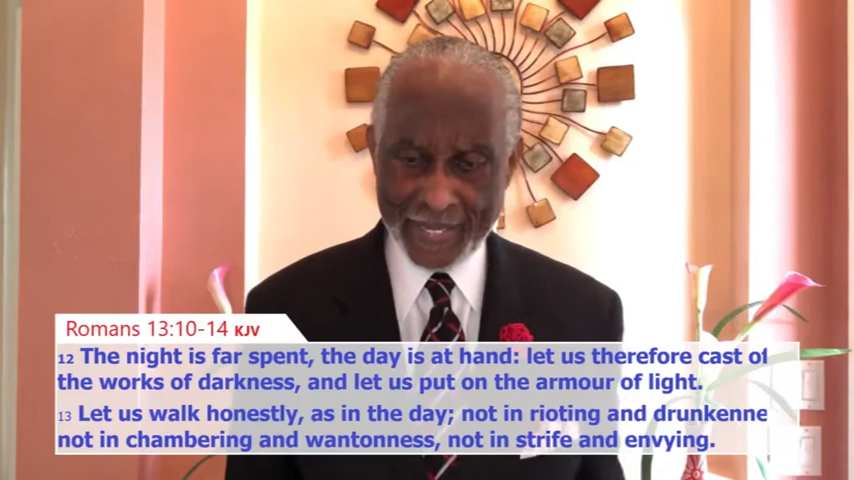 Romans 13:10-14 KJV
12 The night is far spent, the day is at hand: let us therefore cast of
the works of darkness, and let us put on the armour of light.
13 Let us walk honestly, as in the day; not in rioting and drunkenne
not in chambering and wantonness, not in strife and envying.